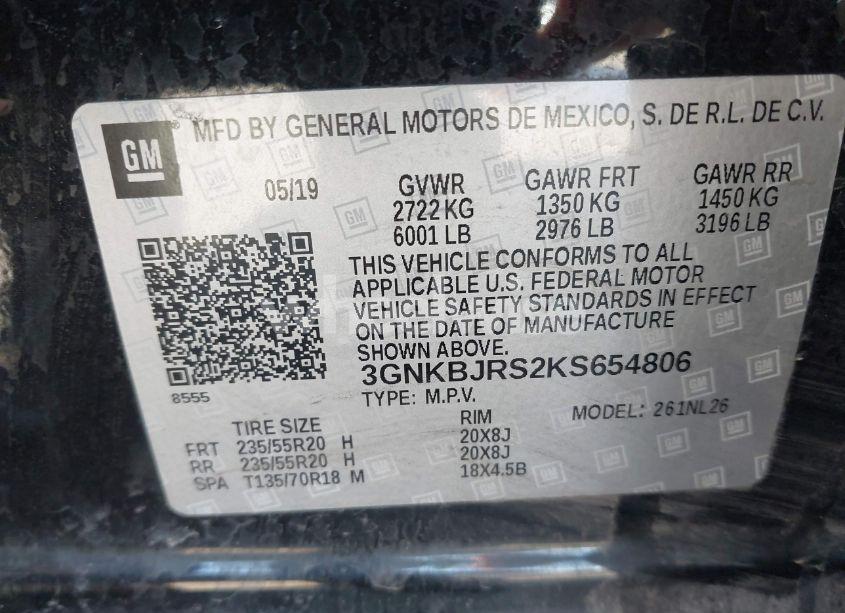 GM
MFD BY GENERAL MOTORS DE MEXICO, S. DE R.L. DE C.V.
05/19 GVWR GAWR FRT GAWR RR
2722 KG 1350 KG 1450 KG
6001 LB 2976 LB 3196 LB
THIS VEHICLE CONFORMS TO ALL
APPLICABLE U.S. FEDERAL MOTOR
VEHICLE SAFETY STANDARDS IN EFFECT
ON THE DATE OF MANUFACTURE
SHOWN ABOVE.
3GNKBJRS2KS654806
8555 TYPE: M.P.V. MODEL: 261NL26
TIRE SIZE RIM
FRT 235/55R20 H 20X8J
RR 235/55R20 H 20X8J
SPA T135/70R18 M 18X4.5B